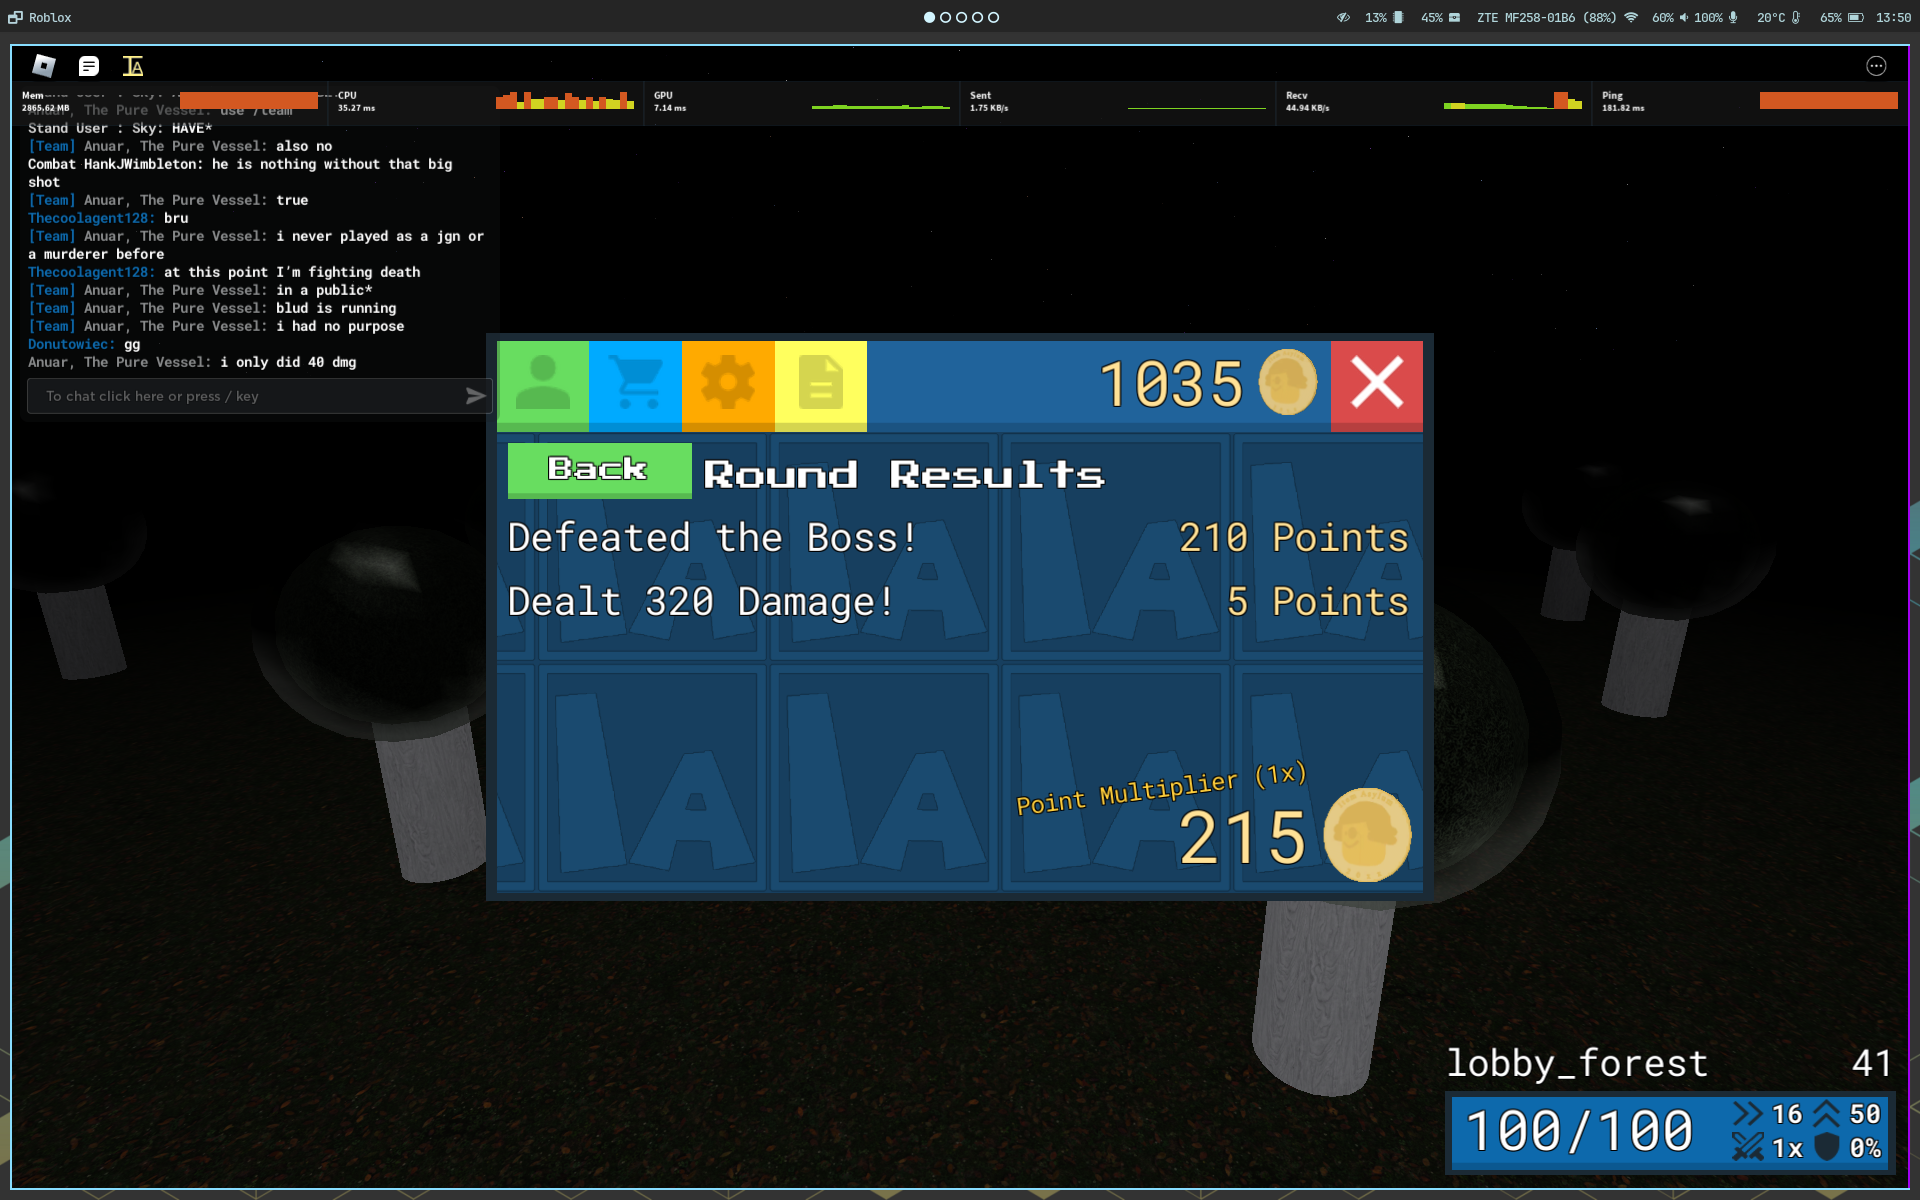 Roblox
13% 45% ZTE MF258-01B6 (88%) 60% 100% 20°C 65% 13:50
Mem
2865.62 MB
CPU
35.27 ms
GPU
7.14 ms
Sent
1.75 KB/s
Recv
44.94 KB/s
Ping
181.82 ms
Anuar, The Pure Vessel: use /team
Stand User : Sky: HAVE*
[Team] Anuar, The Pure Vessel: also no
Combat HankJWimbleton: he is nothing without that big
shot
[Team] Anuar, The Pure Vessel: true
Thecoolagent128: bru
[Team] Anuar, The Pure Vessel: i never played as a jgn or
a murderer before
Thecoolagent128: at this point I'm fighting death
[Team] Anuar, The Pure Vessel: in a public*
[Team] Anuar, The Pure Vessel: blud is running
[Team] Anuar, The Pure Vessel: i had no purpose
Donutowiec: gg
Anuar, The Pure Vessel: i only did 40 dmg
To chat click here or press / key
1035
Back
Round Results
Defeated the Boss! 210 Points
Dealt 320 Damage! 5 Points
Point Multiplier (1x)
215
lobby_forest 41
100/100
16 50
1x 0%